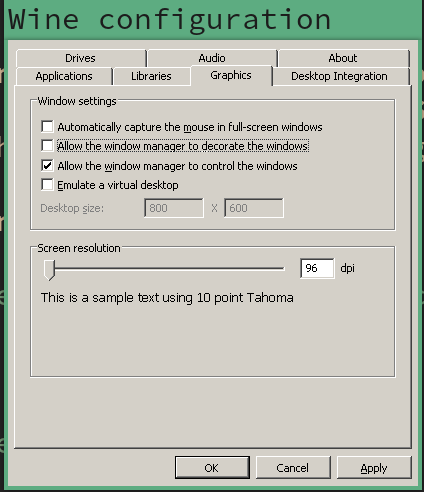 Wine configuration
Drives Audio About
Applications Libraries Graphics Desktop Integration
Window settings
Automatically capture the mouse in full-screen windows
Allow the window manager to decorate the windows
Allow the window manager to control the windows
Emulate a virtual desktop
Desktop size: 800 X 600
Screen resolution
96 dpi
This is a sample text using 10 point Tahoma
OK Cancel Apply